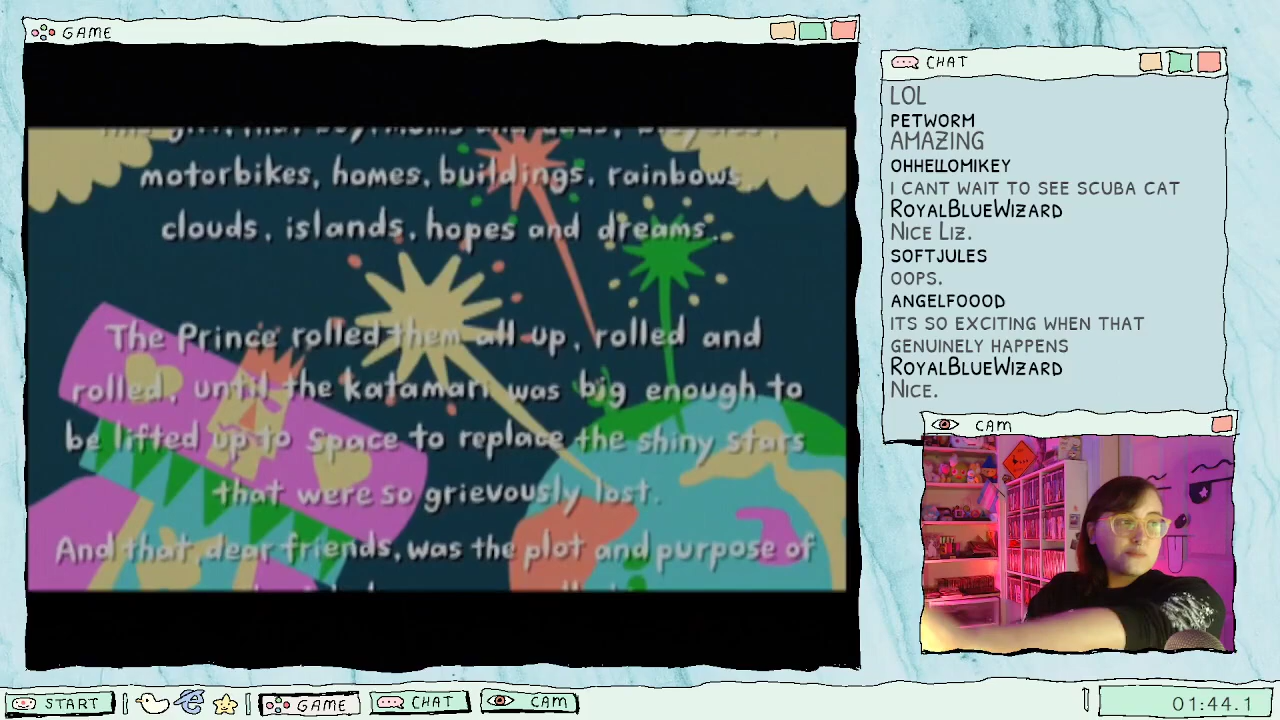 GAME
motorbikes, homes, buildings, rainbows,
clouds, islands, hopes and dreams...
The Prince rolled them all up, rolled and
rolled, until the katamari was big enough to
be lifted up to Space to replace the shiny stars
that were so grievously lost.
And that, dear friends, was the plot and purpose of
CHAT
LOL
PETWORM
AMAZING
OHHELLOMIKEY
I CANT WAIT TO SEE SCUBA CAT
ROYALBLUEWIZARD
NICE LIZ.
SOFTJULES
OOPS.
ANGELFOOOD
ITS SO EXCITING WHEN THAT
GENUINELY HAPPENS
ROYALBLUEWIZARD
NICE.
CAM
START
GAME
CHAT
CAM
01:44.1